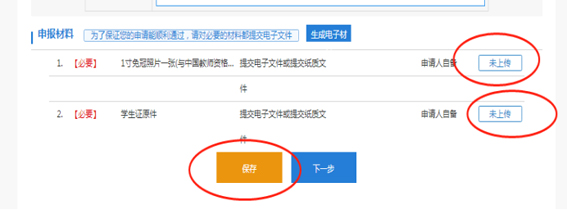 申报材料 为了保证您的申请能顺利通过，请对必要的材料都提交电子文件 生成电子材
1. 【必要】 1寸免冠照片一张(与中国教师资格... 提交电子文件或提交纸质文件 申请人自备 未上传
2. 【必要】 学生证原件 提交电子文件或提交纸质文件 申请人自备 未上传
保存 下一步